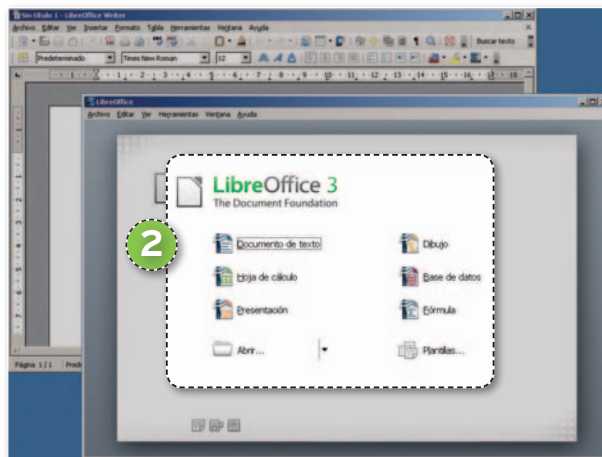 Sin título 1 - LibreOffice Writer
Archivo Editar Ver Insertar Formato Tabla Herramientas Ventana Ayuda
Predeterminado Times New Roman 12 Buscar texto
LibreOffice
Archivo Editar Ver Herramientas Ventana Ayuda
LibreOffice 3
The Document Foundation
2
Documento de texto Dibujo
Hoja de cálculo Base de datos
Presentación Fórmula
Abrir... Plantillas...
Página 1 / 1